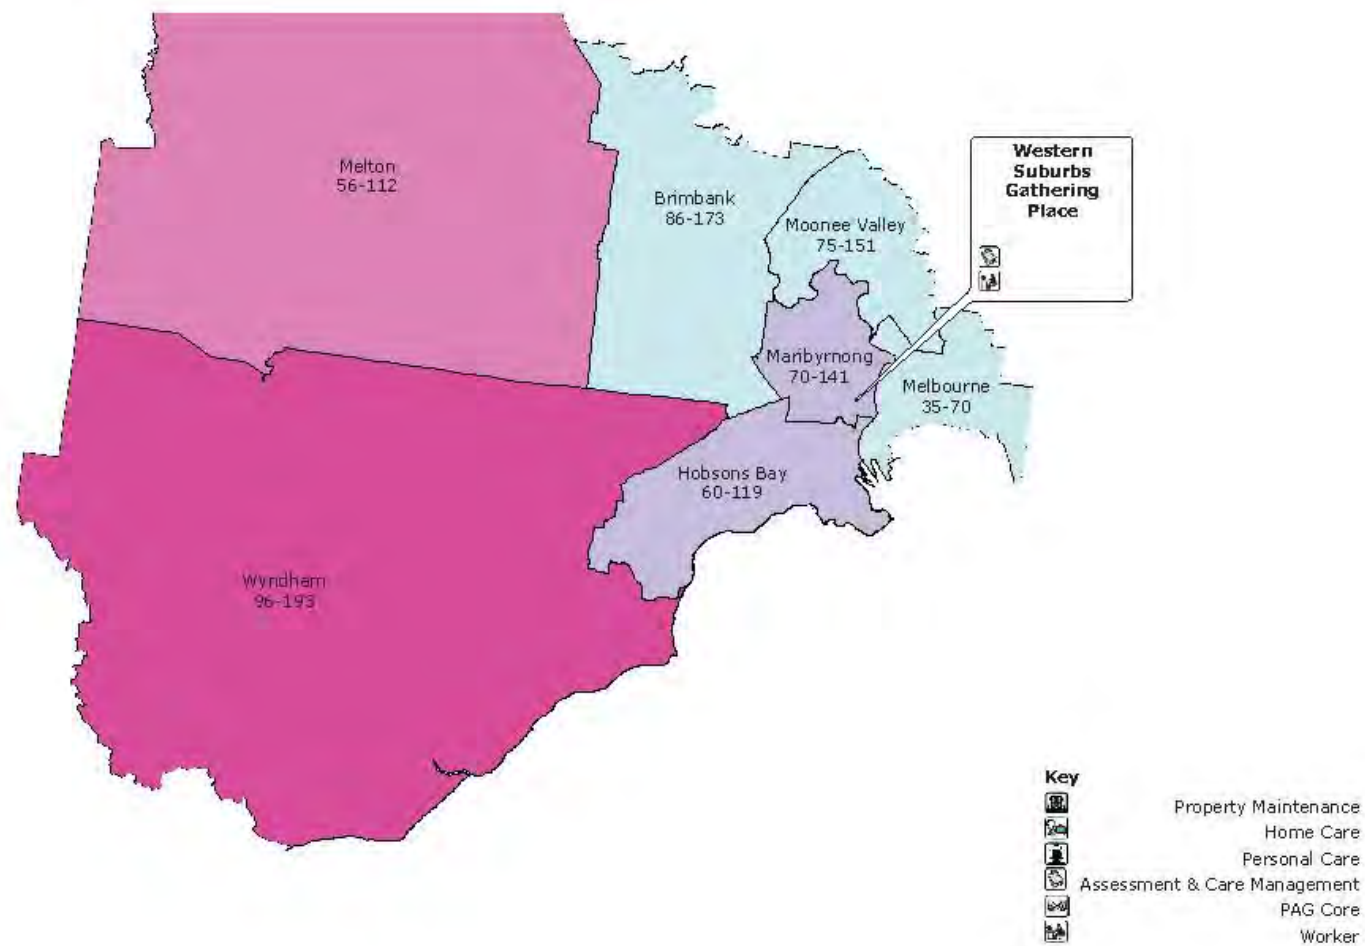 Melton
56-112
Brimbank
86-173
Moonee Valley
75-151
Western
Suburbs
Gathering
Place
Maribyrnong
70-141
Melbourne
35-70
Hobsons Bay
60-119
Wyndham
96-193
Key
Property Maintenance
Home Care
Personal Care
Assessment & Care Management
PAG Core
Worker